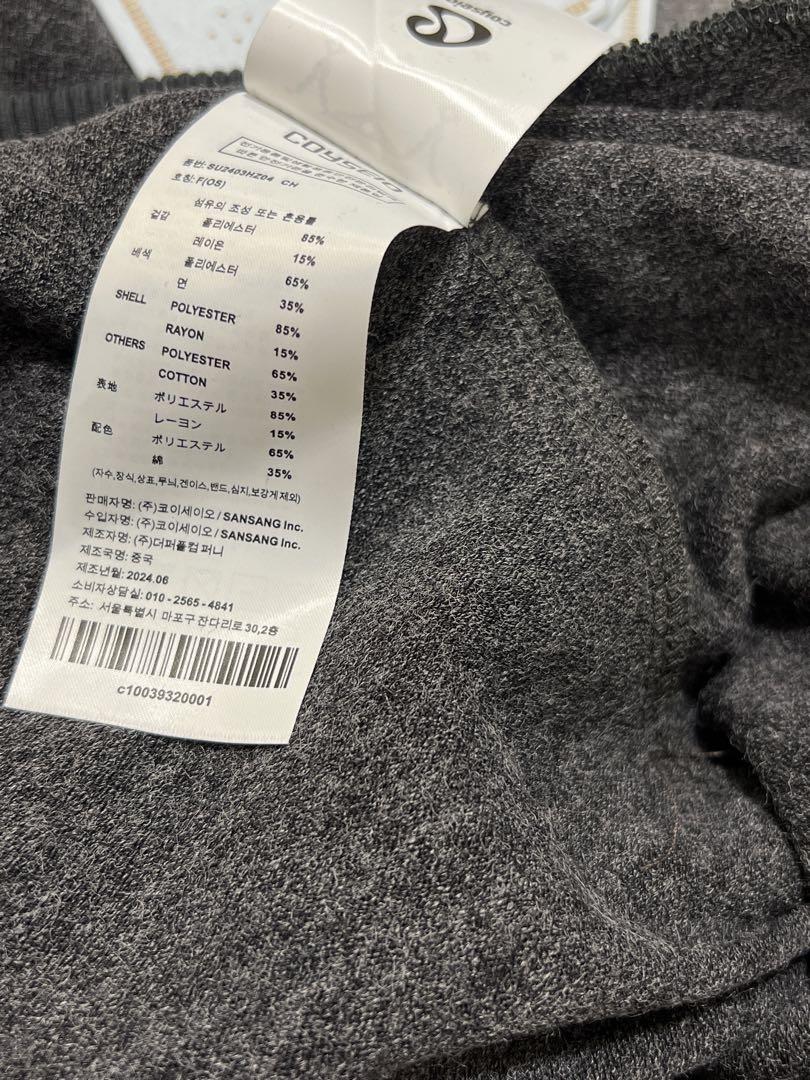 coyseio
COYSEIO
품번: SU2403HZ04 CH
호칭: F(OS)
섬유의 조성 또는 혼용률
겉감 폴리에스터 85%
레이온 15%
배색 폴리에스터 65%
면 35%
SHELL POLYESTER 85%
RAYON 15%
OTHERS POLYESTER 65%
COTTON 35%
表地 ポリエステル 85%
レーヨン 15%
配色 ポリエステル 65%
綿 35%
(자수,장식,상표,무늬,겐이스,밴드,심지,보강게 제외)
판매자명: (주)코이세이오 / SANSANG Inc.
수입자명: (주)코이세이오 / SANSANG Inc.
제조자명: (주)더퍼플컴퍼니
제조국명: 중국
제조년월: 2024.06
소비자상담실: 010 - 2565 - 4841
주소: 서울특별시 마포구 잔다리로 30,2층
c10039320001